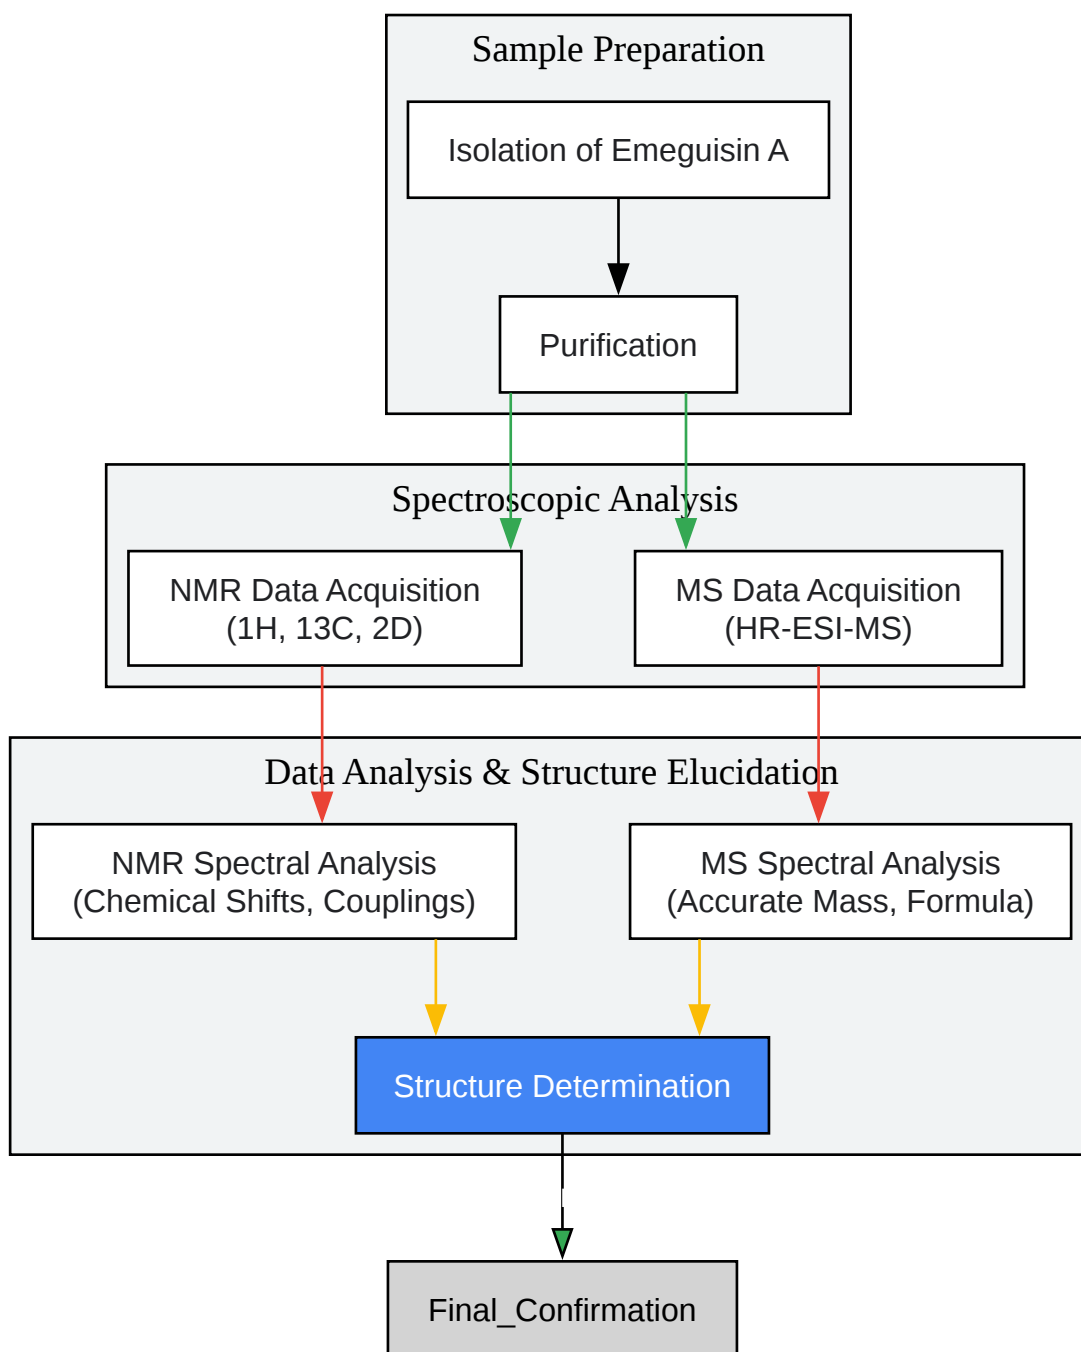 Sample Preparation
Isolation of Emeguisin A
Purification
Spectroscopic Analysis
NMR Data Acquisition
(1H, 13C, 2D)
MS Data Acquisition
(HR-ESI-MS)
Data Analysis & Structure Elucidation
NMR Spectral Analysis
(Chemical Shifts, Couplings)
MS Spectral Analysis
(Accurate Mass, Formula)
Structure Determination
Final_Confirmation